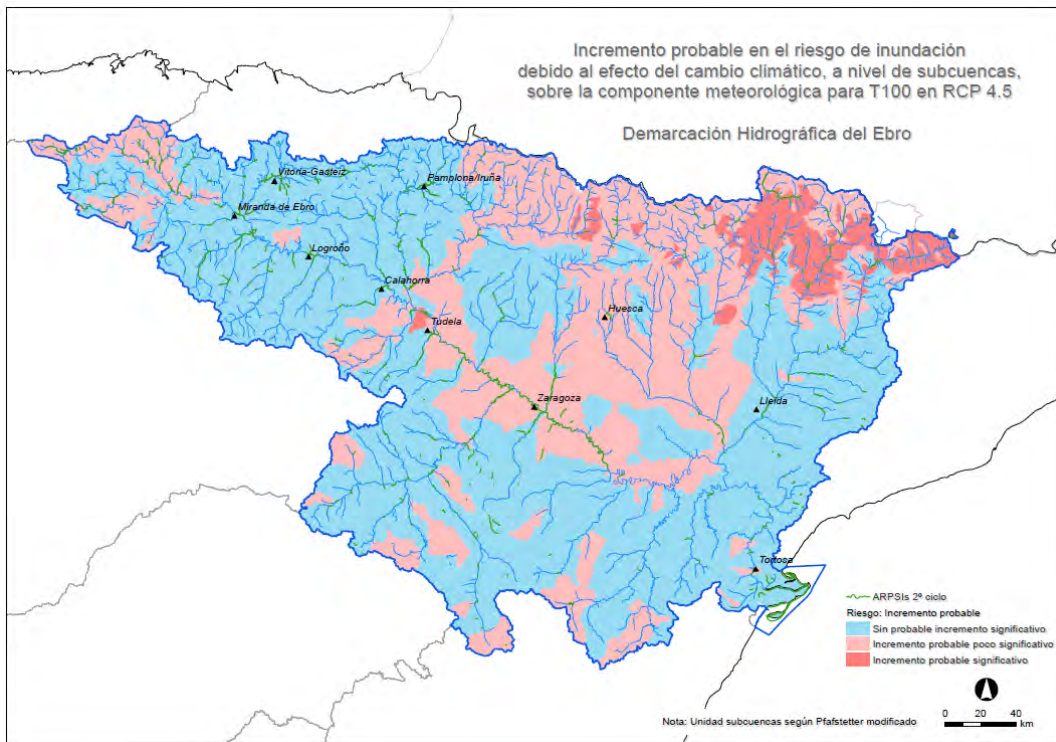 Incremento probable en el riesgo de inundación
debido al efecto del cambio climático, a nivel de subcuencas,
sobre la componente meteorológica para T100 en RCP 4.5
Demarcación Hidrográfica del Ebro
Vitoria-Gasteiz
Pamplona/Iruña
Miranda de Ebro
Logroño
Calahorra
Tudela
Huesca
Zaragoza
Lleida
Tortosa
ARPSIs 2º ciclo
Riesgo: Incremento probable
Sin probable incremento significativo
Incremento probable poco significativo
Incremento probable significativo
Nota: Unidad subcuencas según Pfafstetter modificado
0 20 40
km